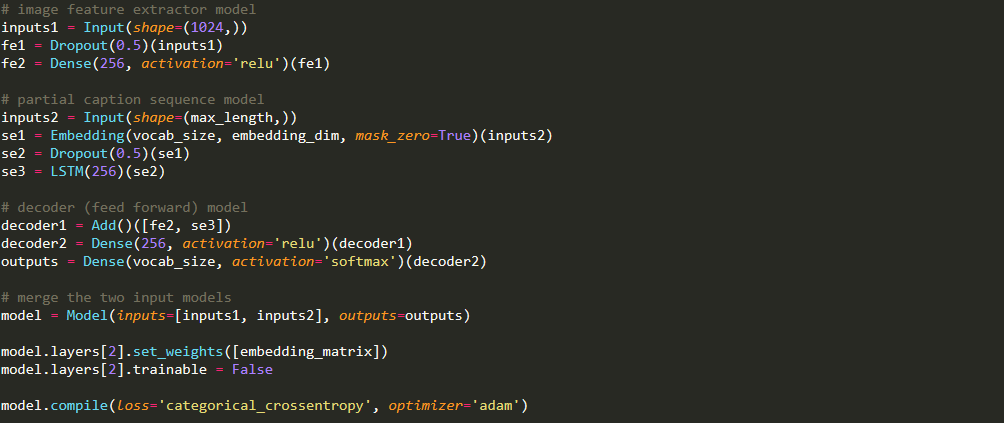 # image feature extractor model
inputs1 = Input(shape=(1024,))
fe1 = Dropout(0.5)(inputs1)
fe2 = Dense(256, activation='relu')(fe1)
# partial caption sequence model
inputs2 = Input(shape=(max_length,))
se1 = Embedding(vocab_size, embedding_dim, mask_zero=True)(inputs2)
se2 = Dropout(0.5)(se1)
se3 = LSTM(256)(se2)
# decoder (feed forward) model
decoder1 = Add()([fe2, se3])
decoder2 = Dense(256, activation='relu')(decoder1)
outputs = Dense(vocab_size, activation='softmax')(decoder2)
# merge the two input models
model = Model(inputs=[inputs1, inputs2], outputs=outputs)
model.layers[2].set_weights([embedding_matrix])
model.layers[2].trainable = False
model.compile(loss='categorical_crossentropy', optimizer='adam')